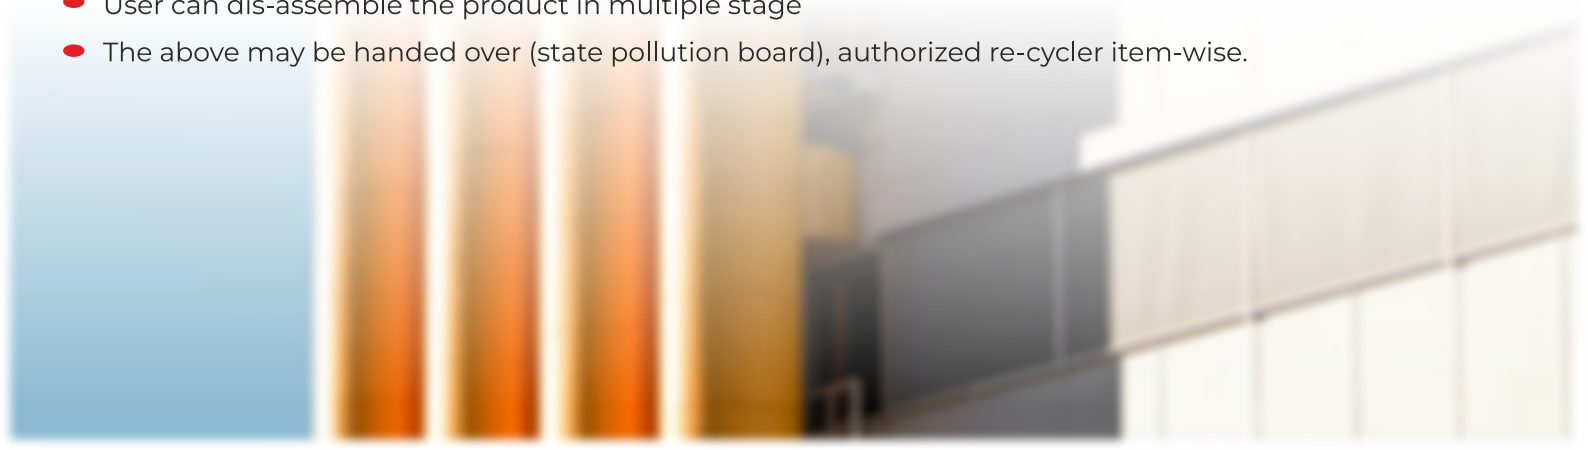 User can dis-assemble the product in multiple stage
The above may be handed over (state pollution board), authorized re-cycler item-wise.